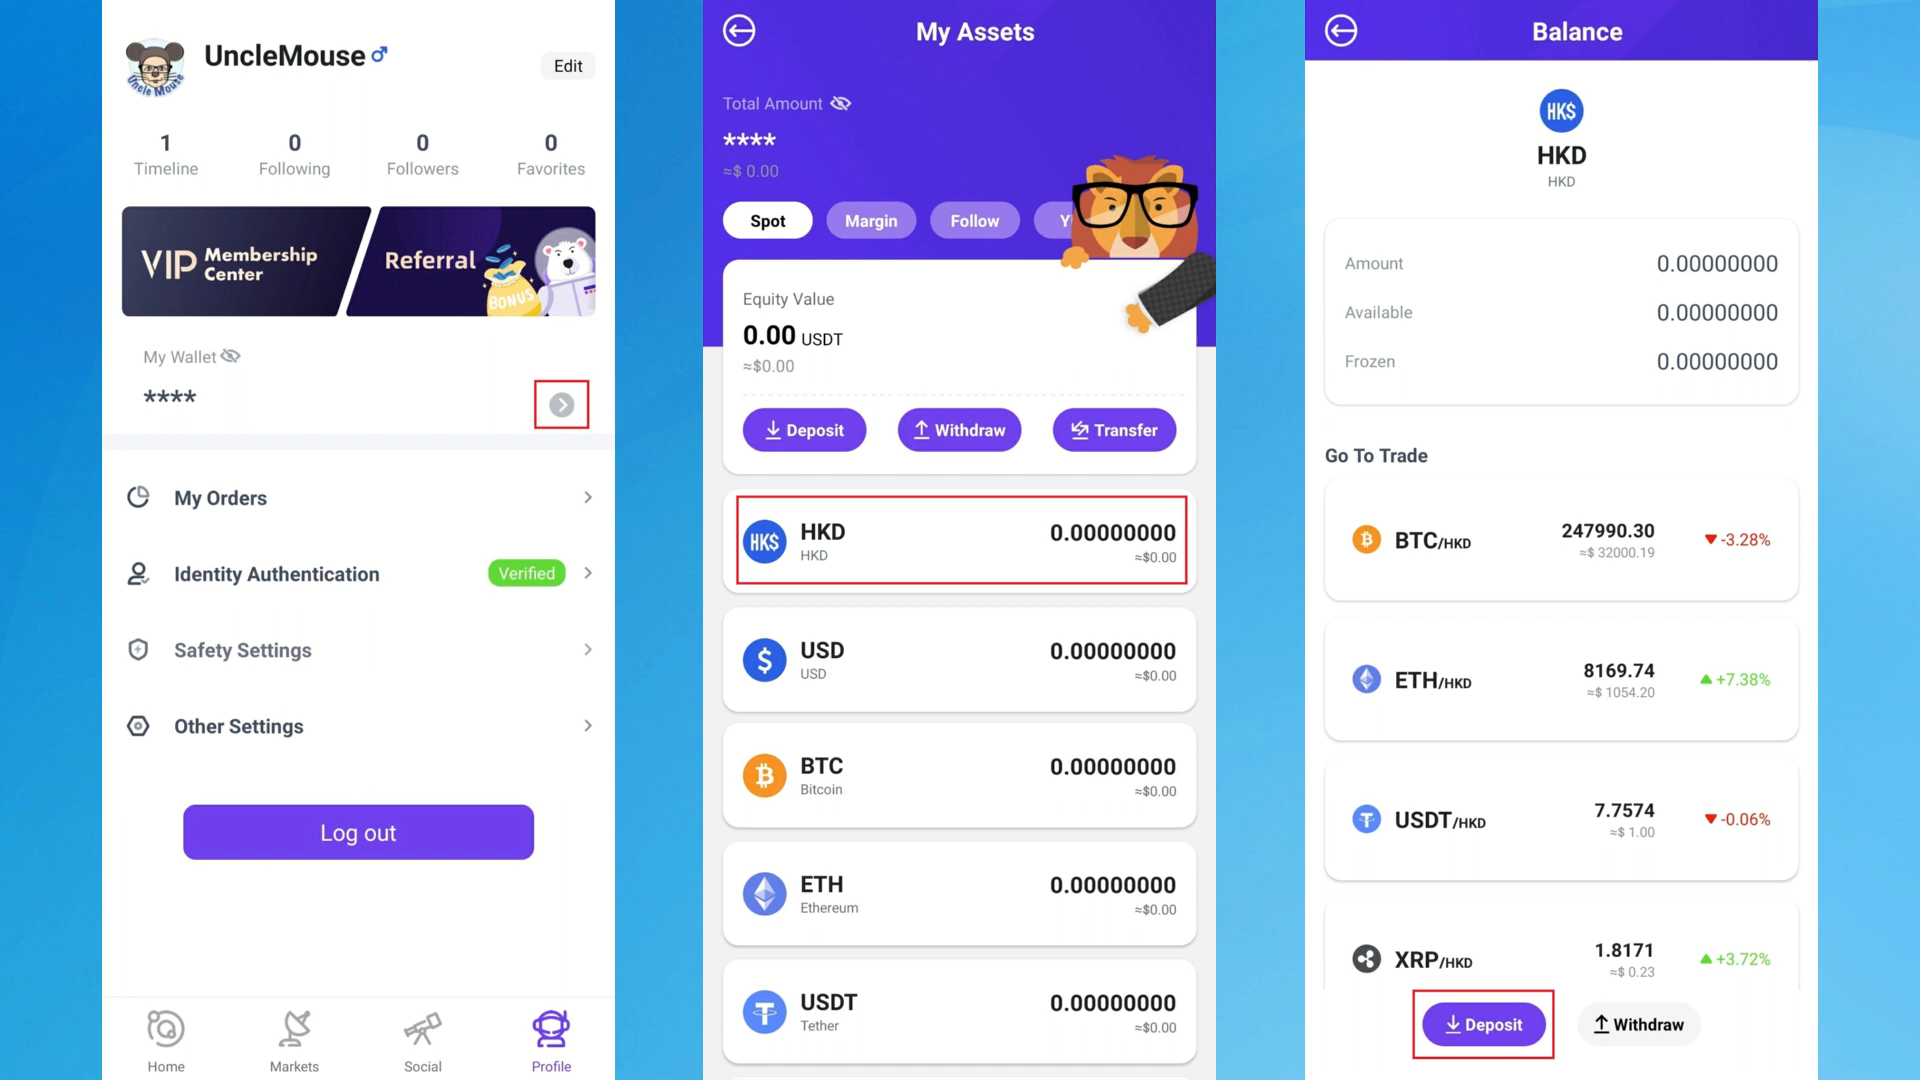 UncleMouse
Edit
Uncle Mouse
1
Timeline
0
Following
0
Followers
0
Favorites
VIP Membership Center
Referral
BONUS
My Wallet
****
My Orders
Identity Authentication
Verified
Safety Settings
Other Settings
Log out
Home
Markets
Social
Profile
My Assets
Total Amount
****
≈$ 0.00
Spot
Margin
Follow
Equity Value
0.00 USDT
≈$0.00
Deposit
Withdraw
Transfer
HK$
HKD
HKD
0.00000000
≈$0.00
USD
USD
0.00000000
≈$0.00
BTC
Bitcoin
0.00000000
≈$0.00
ETH
Ethereum
0.00000000
≈$0.00
USDT
Tether
0.00000000
≈$0.00
Balance
HK$
HKD
HKD
Amount 0.00000000
Available 0.00000000
Frozen 0.00000000
Go To Trade
BTC/HKD
247990.30
≈$ 32000.19
-3.28%
ETH/HKD
8169.74
≈$ 1054.20
+7.38%
USDT/HKD
7.7574
≈$ 1.00
-0.06%
XRP/HKD
1.8171
≈$ 0.23
+3.72%
Deposit
Withdraw